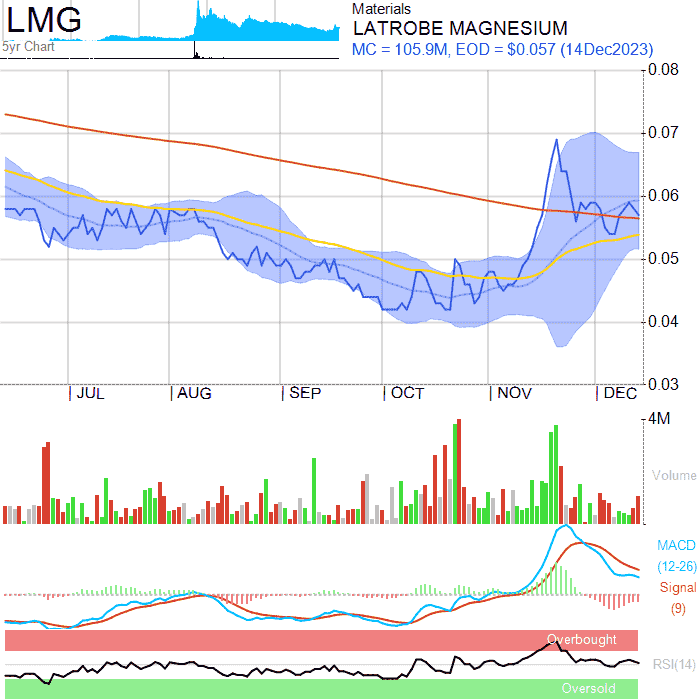 LMG
5yr Chart
Materials
LATROBE MAGNESIUM
MC = 105.9M, EOD = $0.057 (14Dec2023)
0.08
0.07
0.06
0.05
0.04
0.03
JUL AUG SEP OCT NOV DEC
4M
Volume
MACD
(12-26)
Signal
(9)
Overbought
RSI(14)
Oversold